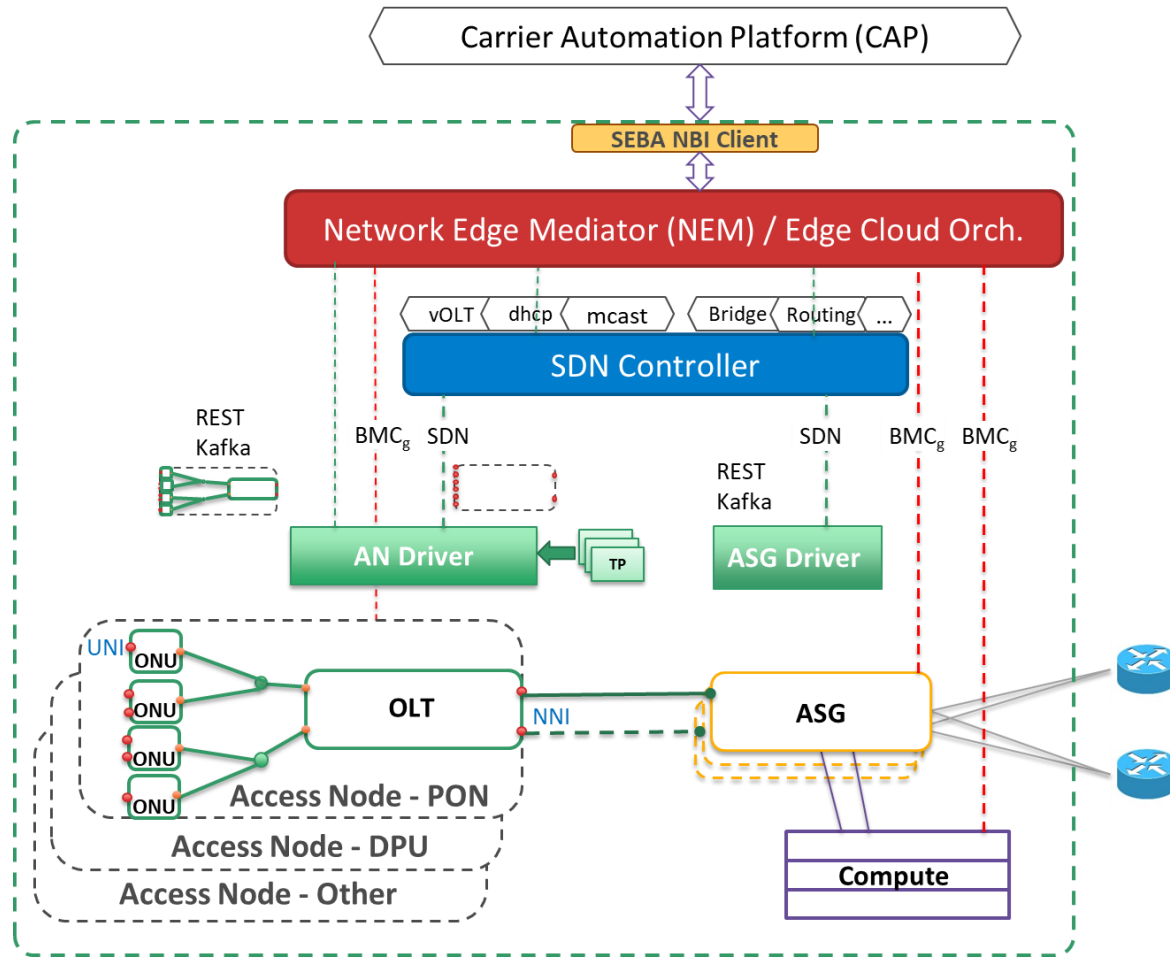 Carrier Automation Platform (CAP)
SEBA NBI Client
Network Edge Mediator (NEM) / Edge Cloud Orch.
vOLT
dhcp
mcast
Bridge
Routing
...
SDN Controller
REST
Kafka
BMCg
SDN
SDN
BMCg
BMCg
REST
Kafka
AN Driver
TP
ASG Driver
UNI
ONU
ONU
ONU
ONU
OLT
NNI
ASG
Access Node - PON
Access Node - DPU
Access Node - Other
Compute